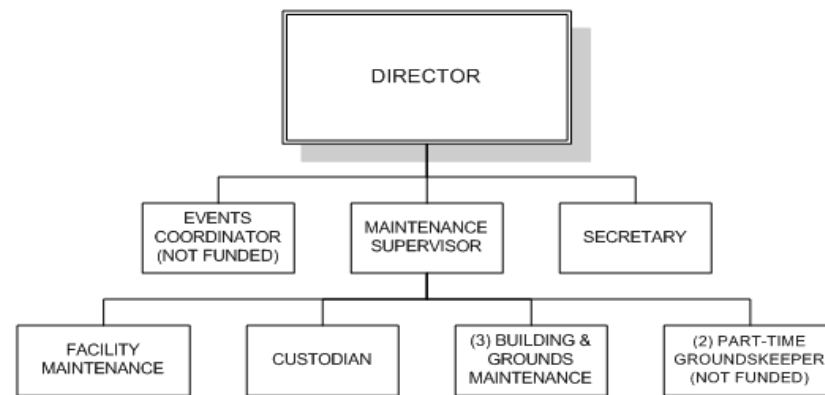 DIRECTOR
EVENTS
COORDINATOR
(NOT FUNDED)
MAINTENANCE
SUPERVISOR
SECRETARY
FACILITY
MAINTENANCE
CUSTODIAN
(3) BUILDING &
GROUNDS
MAINTENANCE
(2) PART-TIME
GROUNDSKEEPER
(NOT FUNDED)